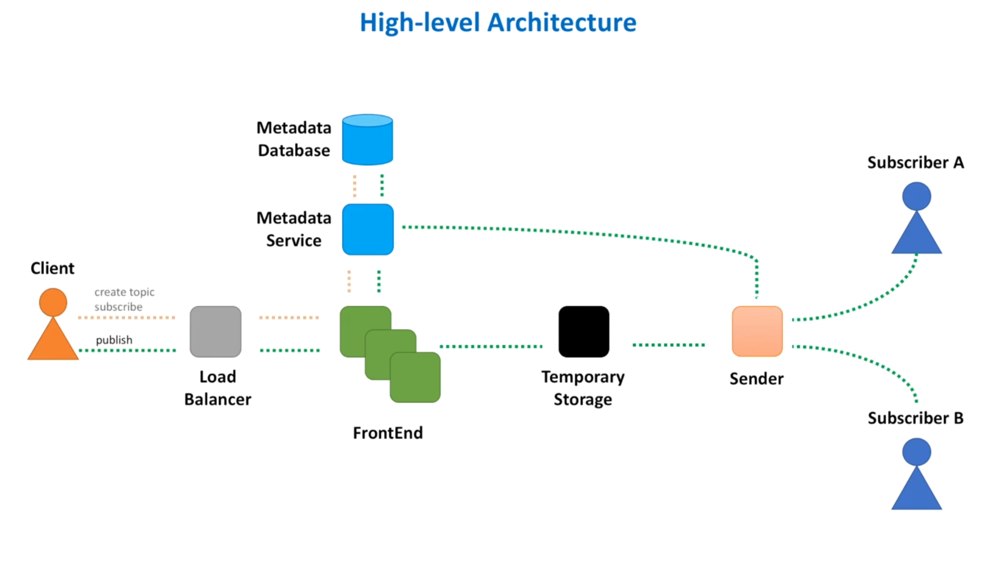 High-level Architecture
Metadata
Database
Subscriber A
Metadata
Service
Client
create topic
subscribe
publish
Load
Balancer
Temporary
Storage
Sender
FrontEnd
Subscriber B